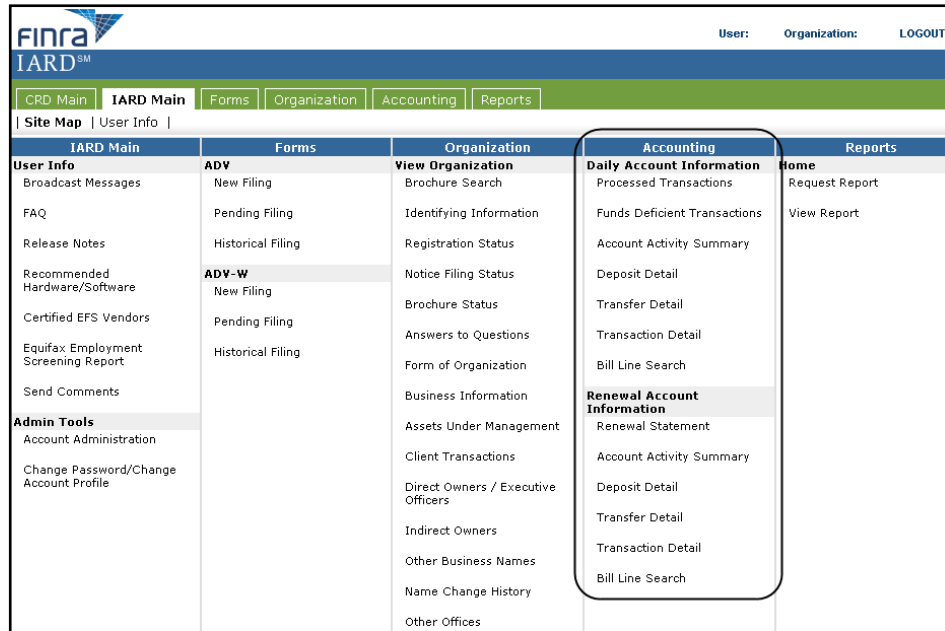 FINra
User: Organization: LOGOUT
IARD℠
CRD Main IARD Main Forms Organization Accounting Reports
| Site Map | User Info |
IARD Main
User Info
Broadcast Messages
FAQ
Release Notes
Recommended
Hardware/Software
Certified EFS Vendors
Equifax Employment
Screening Report
Send Comments
Admin Tools
Account Administration
Change Password/Change
Account Profile
Forms
ADV
New Filing
Pending Filing
Historical Filing
ADV-W
New Filing
Pending Filing
Historical Filing
Organization
View Organization
Brochure Search
Identifying Information
Registration Status
Notice Filing Status
Brochure Status
Answers to Questions
Form of Organization
Business Information
Assets Under Management
Client Transactions
Direct Owners / Executive
Officers
Indirect Owners
Other Business Names
Name Change History
Other Offices
Accounting
Daily Account Information
Processed Transactions
Funds Deficient Transactions
Account Activity Summary
Deposit Detail
Transfer Detail
Transaction Detail
Bill Line Search
Renewal Account
Information
Renewal Statement
Account Activity Summary
Deposit Detail
Transfer Detail
Transaction Detail
Bill Line Search
Reports
Home
Request Report
View Report